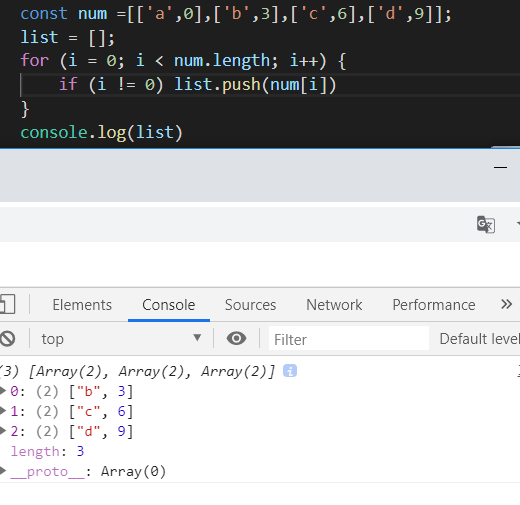 const num =[['a',0],['b',3],['c',6],['d',9]];
list = [];
for (i = 0; i < num.length; i++) {
if (i != 0) list.push(num[i])
}
console.log(list)
Elements Console Sources Network Performance »
top Filter Default level
(3) [Array(2), Array(2), Array(2)]
0: (2) ["b", 3]
1: (2) ["c", 6]
2: (2) ["d", 9]
length: 3
__proto__: Array(0)